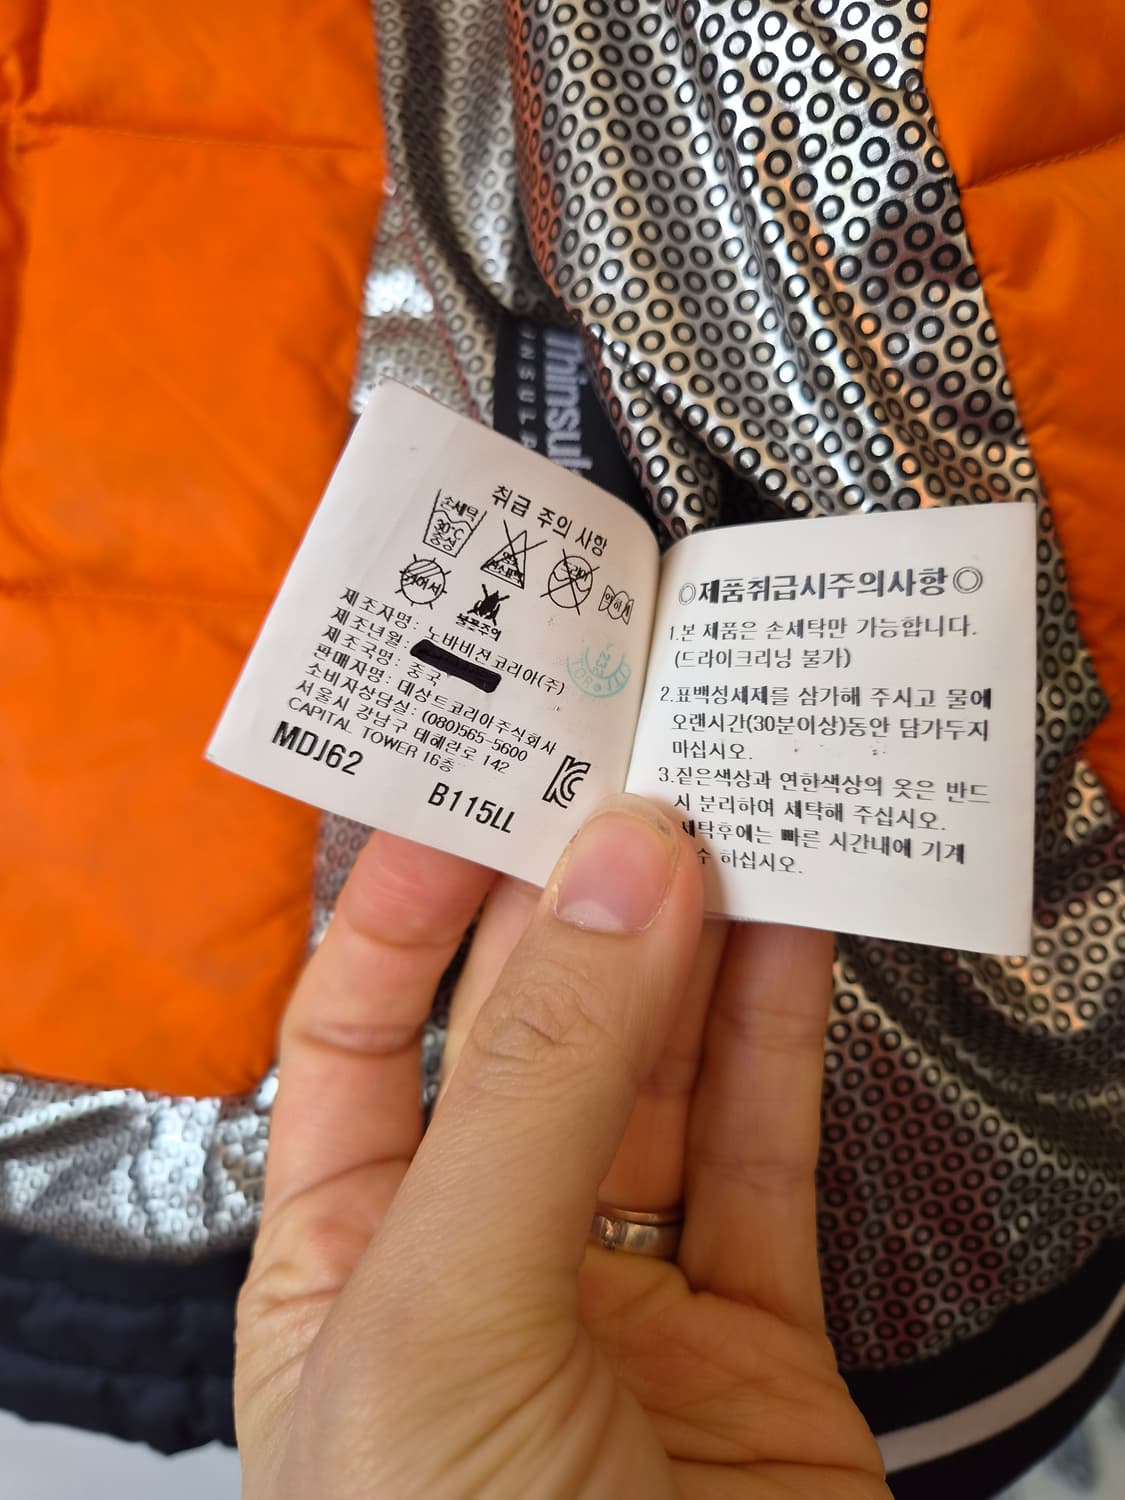 Thinsul
INSULA
취급 주의 사항
손세탁
30°C
중성
드라이
불꽃주의
제조자명: 노바비젼코리아(주)
제조년월:
제조국명: 중국
판매자명: 대상트코리아주식회사
소비자상담실: (080)565-5600
서울시 강남구 테헤란로 142
CAPITAL TOWER 16층
MDJ62
B115LL
◎제품취급시주의사항◎
1.본 제품은 손세탁만 가능합니다.
(드라이크리닝 불가)
2.표백성세제를 삼가해 주시고 물에
오랜시간(30분이상)동안 담가두지
마십시오.
3.짙은색상과 연한색상의 옷은 반드
시 분리하여 세탁해 주십시오.
세탁후에는 빠른 시간내에 기계
수 하십시오.